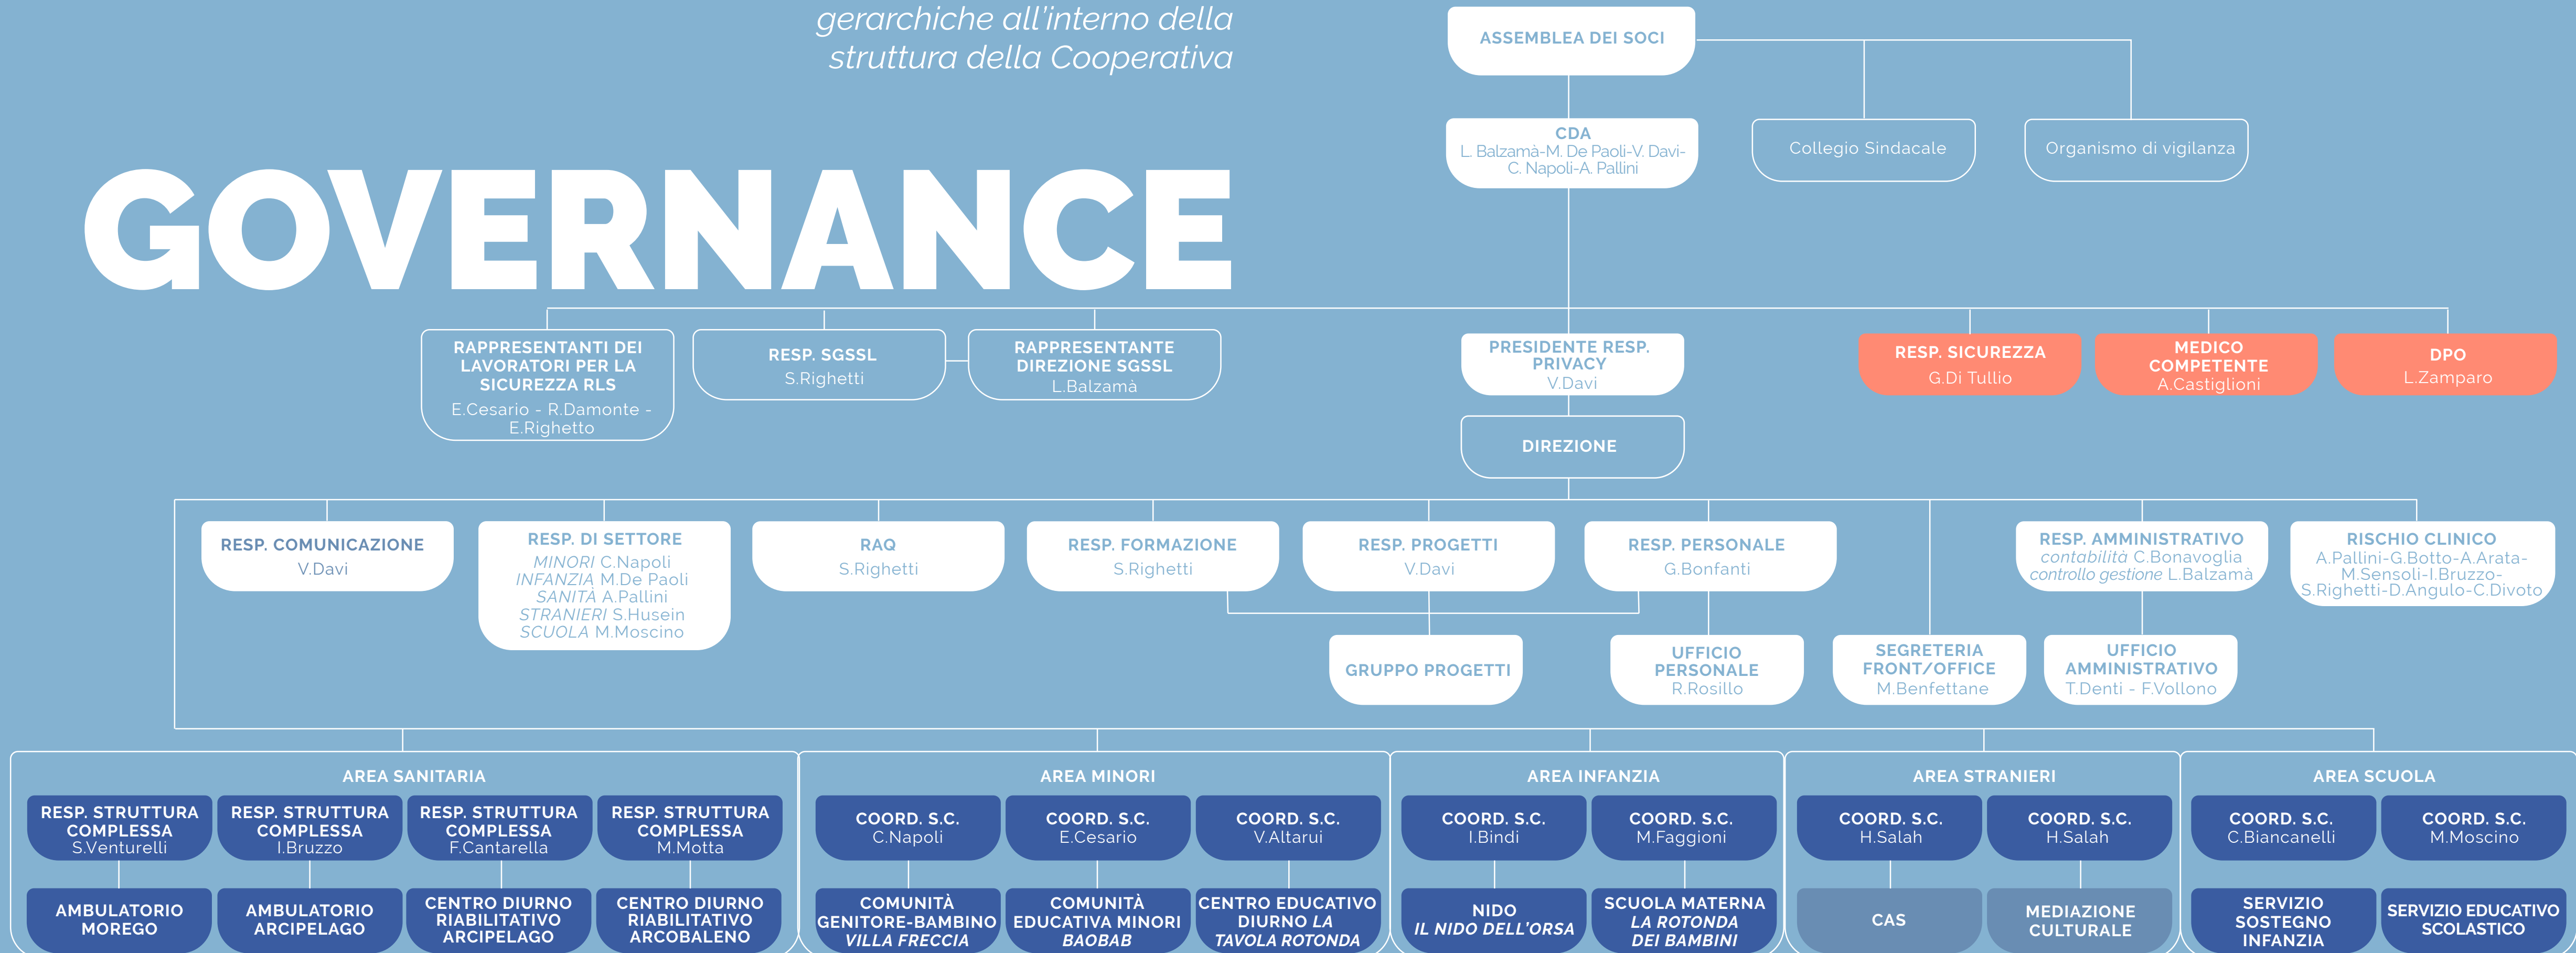 gerarchiche all'interno della
struttura della Cooperativa
GOVERNANCE
ASSEMBLEA DEI SOCI
CDA
L. Balzamà-M. De Paoli-V. Davi-
C. Napoli-A. Pallini
Collegio Sindacale
Organismo di vigilanza
RAPPRESENTANTI DEI
LAVORATORI PER LA
SICUREZZA RLS
E.Cesario - R.Damonte -
E.Righetto
RESP. SGSSL
S.Righetti
RAPPRESENTANTE
DIREZIONE SGSSL
L.Balzamà
PRESIDENTE RESP.
PRIVACY
V.Davi
RESP. SICUREZZA
G.Di Tullio
MEDICO
COMPETENTE
A.Castiglioni
DPO
L.Zamparo
DIREZIONE
RESP. COMUNICAZIONE
V.Davi
RESP. DI SETTORE
MINORI C.Napoli
INFANZIA M.De Paoli
SANITÀ A.Pallini
STRANIERI S.Husein
SCUOLA M.Moscino
RAQ
S.Righetti
RESP. FORMAZIONE
S.Righetti
RESP. PROGETTI
V.Davi
RESP. PERSONALE
G.Bonfanti
RESP. AMMINISTRATIVO
contabilità C.Bonavoglia
controllo gestione L.Balzamà
RISCHIO CLINICO
A.Pallini-G.Botto-A.Arata-
M.Sensoli-I.Bruzzo-
S.Righetti-D.Angulo-C.Divoto
GRUPPO PROGETTI
UFFICIO
PERSONALE
R.Rosillo
SEGRETERIA
FRONT/OFFICE
M.Benfettane
UFFICIO
AMMINISTRATIVO
T.Denti - F.Vollono
AREA SANITARIA
RESP. STRUTTURA
COMPLESSA
S.Venturelli
RESP. STRUTTURA
COMPLESSA
I.Bruzzo
RESP. STRUTTURA
COMPLESSA
F.Cantarella
RESP. STRUTTURA
COMPLESSA
M.Motta
AMBULATORIO
MOREGO
AMBULATORIO
ARCIPELAGO
CENTRO DIURNO
RIABILITATIVO
ARCIPELAGO
CENTRO DIURNO
RIABILITATIVO
ARCOBALENO
AREA MINORI
COORD. S.C.
C.Napoli
COORD. S.C.
E.Cesario
COORD. S.C.
V.Altarui
COMUNITÀ
GENITORE-BAMBINO
VILLA FRECCIA
COMUNITÀ
EDUCATIVA MINORI
BAOBAB
CENTRO EDUCATIVO
DIURNO LA
TAVOLA ROTONDA
AREA INFANZIA
COORD. S.C.
I.Bindi
COORD. S.C.
M.Faggioni
NIDO
IL NIDO DELL'ORSA
SCUOLA MATERNA
LA ROTONDA
DEI BAMBINI
AREA STRANIERI
COORD. S.C.
H.Salah
COORD. S.C.
H.Salah
CAS
MEDIAZIONE
CULTURALE
AREA SCUOLA
COORD. S.C.
C.Biancanelli
COORD. S.C.
M.Moscino
SERVIZIO
SOSTEGNO
INFANZIA
SERVIZIO EDUCATIVO
SCOLASTICO